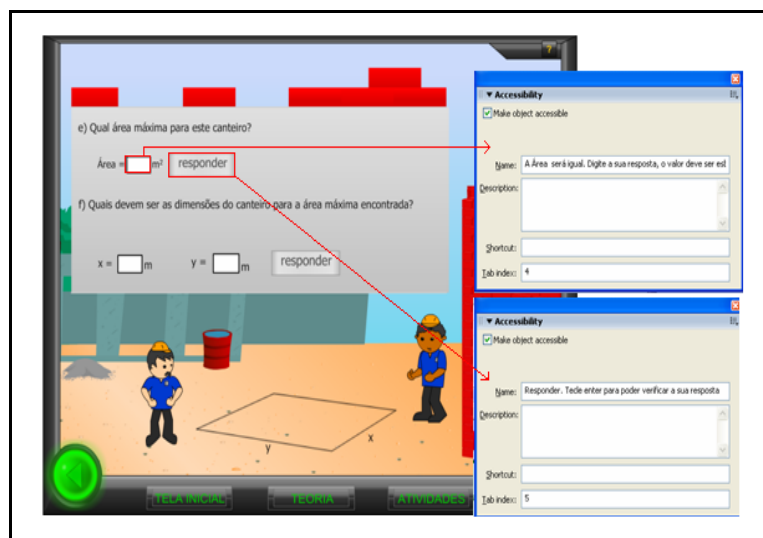 ?
e) Qual área máxima para este canteiro?
Área = m² responder
f) Quais devem ser as dimensões do canteiro para a área máxima encontrada?
x = m y = m responder
y
x
TELA INICIAL TEORIA ATIVIDADES
Accessibility
Make object accessible
Name: A Área será igual. Digite a sua resposta, o valor deve ser est
Description:
Shortcut:
Tab index: 4
Accessibility
Make object accessible
Name: Responder. Tecle enter para poder verificar a sua resposta
Description:
Shortcut:
Tab index: 5